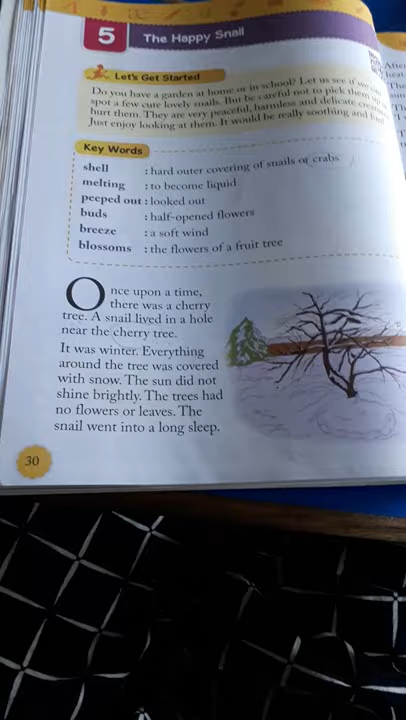 5 The Happy Snail
Let's Get Started
Do you have a garden at home or in school? Let us see if we can
spot a few cute lovely snails. But be careful not to pick them up or
hurt them. They are very peaceful, harmless and delicate
Just enjoy looking at them. It would be really soothing and fun!
Key Words
shell : hard outer covering of snails or crabs
melting : to become liquid
peeped out : looked out
buds : half-opened flowers
breeze : a soft wind
blossoms : the flowers of a fruit tree
Once upon a time,
there was a cherry
tree. A snail lived in a hole
near the cherry tree.
It was winter. Everything
around the tree was covered
with snow. The sun did not
shine brightly. The trees had
no flowers or leaves. The
snail went into a long sleep.
30